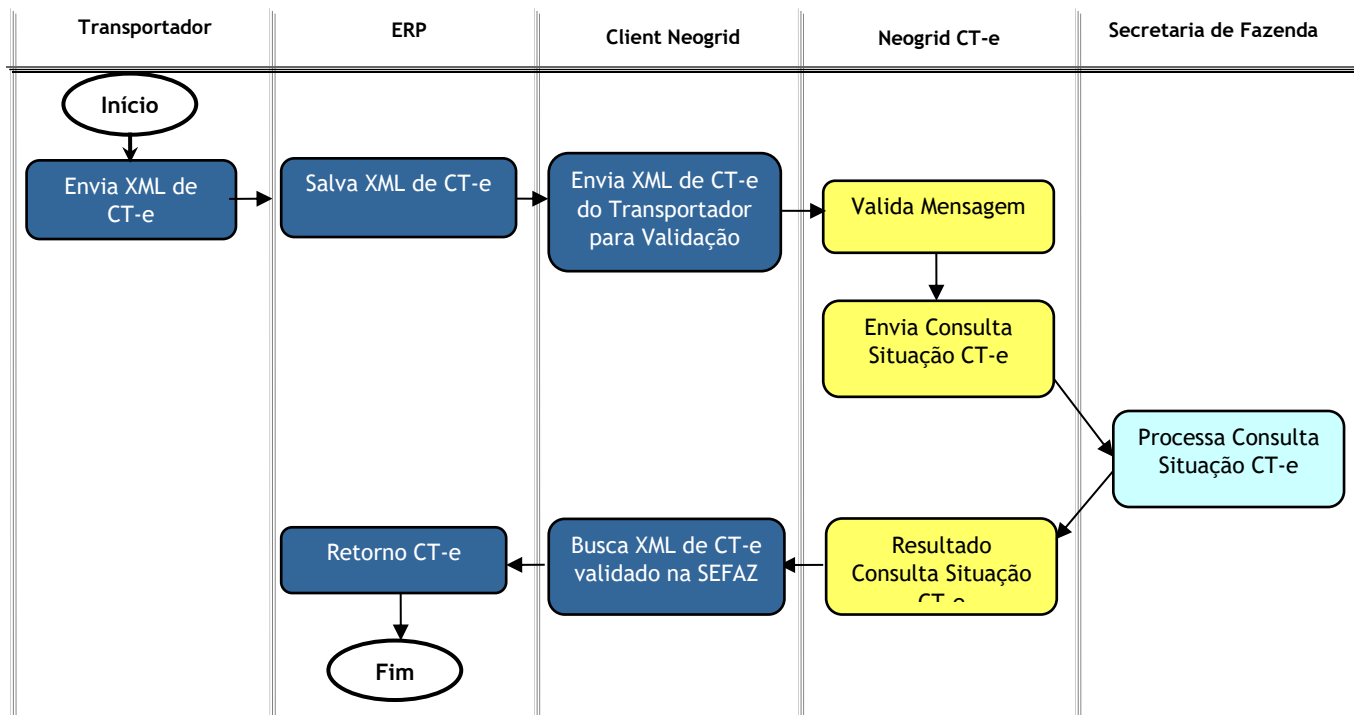 Transportador
ERP
Client Neogrid
Neogrid CT-e
Secretaria de Fazenda
Início
Envia XML de
CT-e
Salva XML de CT-e
Envia XML de CT-e
do Transportador
para Validação
Valida Mensagem
Envia Consulta
Situação CT-e
Processa Consulta
Situação CT-e
Resultado
Consulta Situação
CT-e
Busca XML de CT-e
validado na SEFAZ
Retorno CT-e
Fim